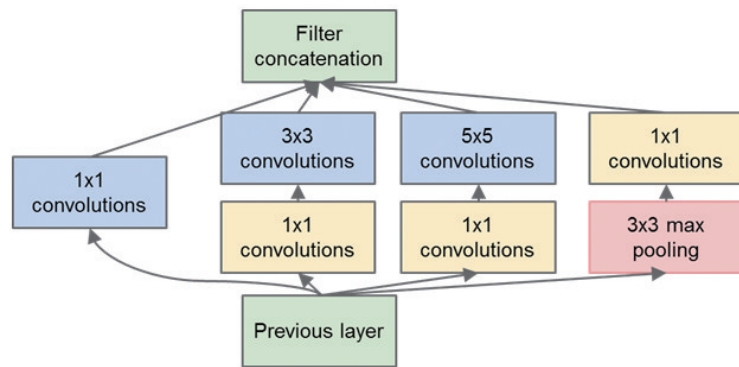 Filter
concatenation
3x3
convolutions
5x5
convolutions
1x1
convolutions
1x1
convolutions
1x1
convolutions
1x1
convolutions
3x3 max
pooling
Previous layer